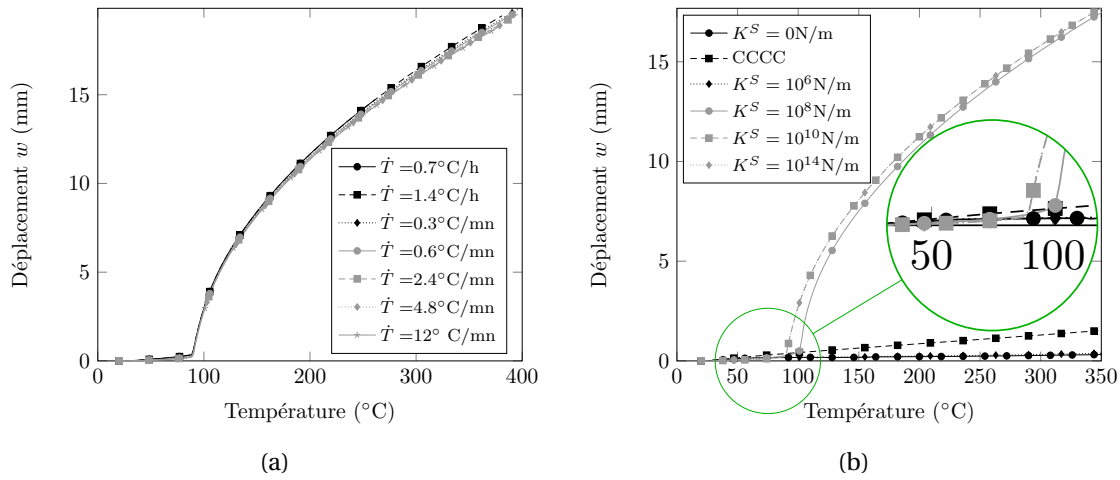 0
5
10
15
0
100
200
300
400
Déplacement w (mm)
Température (°C)
Ṫ =0.7°C/h
Ṫ =1.4°C/h
Ṫ =0.3°C/mn
Ṫ =0.6°C/mn
Ṫ =2.4°C/mn
Ṫ =4.8°C/mn
Ṫ =12° C/mn
(a)
0
5
10
15
0
50
100
150
200
250
300
350
Déplacement w (mm)
Température (°C)
K^S = 0N/m
CCCC
K^S = 10^6N/m
K^S = 10^8N/m
K^S = 10^10N/m
K^S = 10^14N/m
50
100
(b)